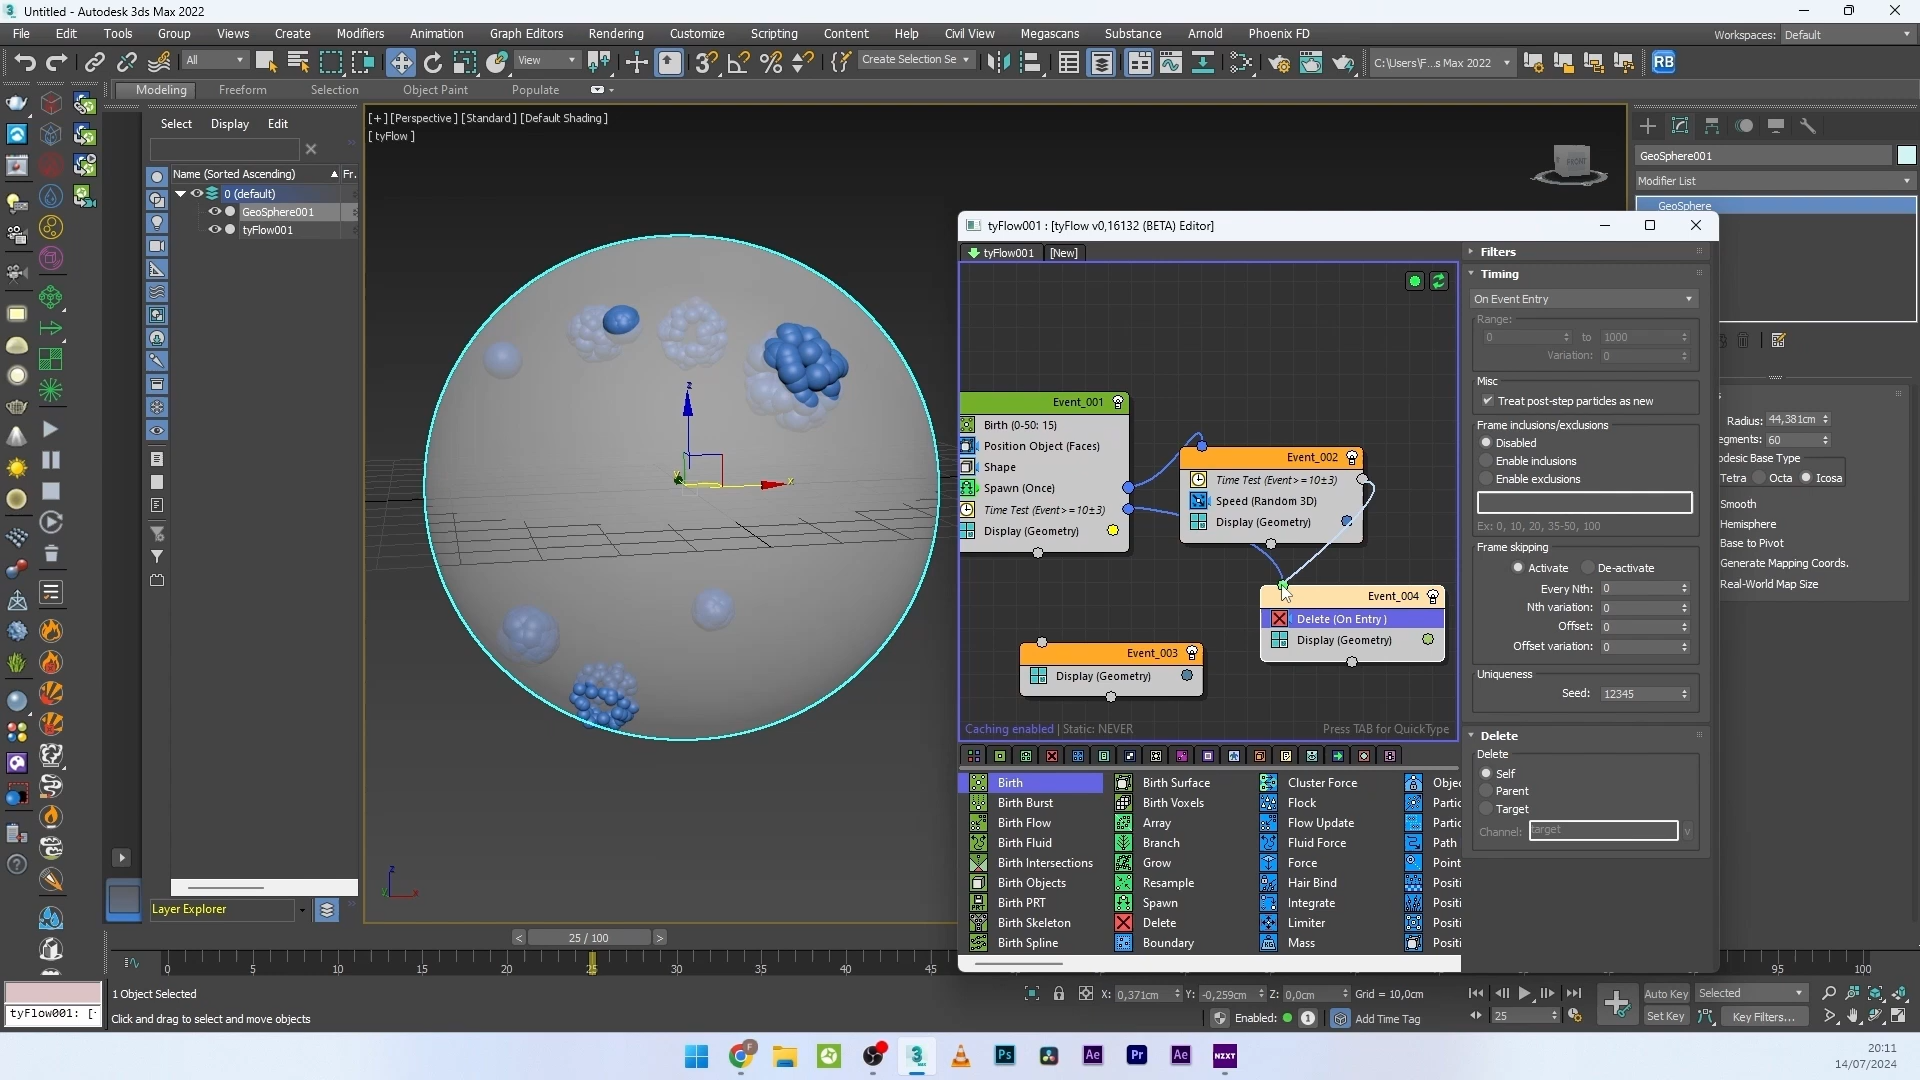 Untitled - Autodesk 3ds Max 2022
File Edit Tools Group Views Create Modifiers Animation Graph Editors Rendering Customize Scripting Content Help Civil View Megascans Substance Arnold Phoenix FD
Workspaces: Default
All View Create Selection Se C:\Users\F...s Max 2022 RB
Modeling Freeform Selection Object Paint Populate
Select Display Edit
[+] [Perspective] [Standard] [Default Shading]
[ tyFlow ]
Name (Sorted Ascending) ▲ Fr.
0 (default)
GeoSphere001
tyFlow001
FRONT
GeoSphere001
Modifier List
GeoSphere
tyFlow001 : [tyFlow v0,16132 (BETA) Editor]
tyFlow001 [New]
Event_001
Birth (0-50: 15)
Position Object (Faces)
Shape
Spawn (Once)
Time Test (Event>=10±3)
Display (Geometry)
Event_002
Time Test (Event>=10±3)
Speed (Random 3D)
Display (Geometry)
Event_004
Delete (On Entry )
Display (Geometry)
Event_003
Display (Geometry)
Caching enabled | Static: NEVER
Press TAB for QuickType
Birth Birth Surface Cluster Force Objec
Birth Burst Birth Voxels Flock Partic
Birth Flow Array Flow Update Partic
Birth Fluid Branch Fluid Force Path
Birth Intersections Grow Force Point
Birth Objects Resample Hair Bind Positi
Birth PRT Spawn Integrate Positi
Birth Skeleton Delete Limiter Positi
Birth Spline Boundary Mass Positi
Filters
Timing
On Event Entry
Range:
0 to 1000
Variation: 0
Misc
Treat post-step particles as new
Frame inclusions/exclusions
Disabled
Enable inclusions
Enable exclusions
Ex: 0, 10, 20, 35-50, 100
Frame skipping
Activate De-activate
Every Nth: 0
Nth variation: 0
Offset: 0
Offset variation: 0
Uniqueness
Seed: 12345
Delete
Delete
Self
Parent
Target
Channel: target v
Radius: 44,381cm
egments: 60
odesic Base Type
Tetra Octa Icosa
Smooth
Hemisphere
Base to Pivot
Generate Mapping Coords.
Real-World Map Size
z
x
y
z
x
y
Layer Explorer
< 25 / 100 >
0 5 10 15 20 25 30 35 40 45 95 100
1 Object Selected
Click and drag to select and move objects
tyFlow001: [-
X: 0,371cm Y: -0,259cm Z: 0,0cm Grid = 10,0cm
Enabled: 1 Add Time Tag
25
Auto Key Selected
Set Key Key Filters...
3 MAX Ps Ae Pr Ae NZXT
20:11
14/07/2024